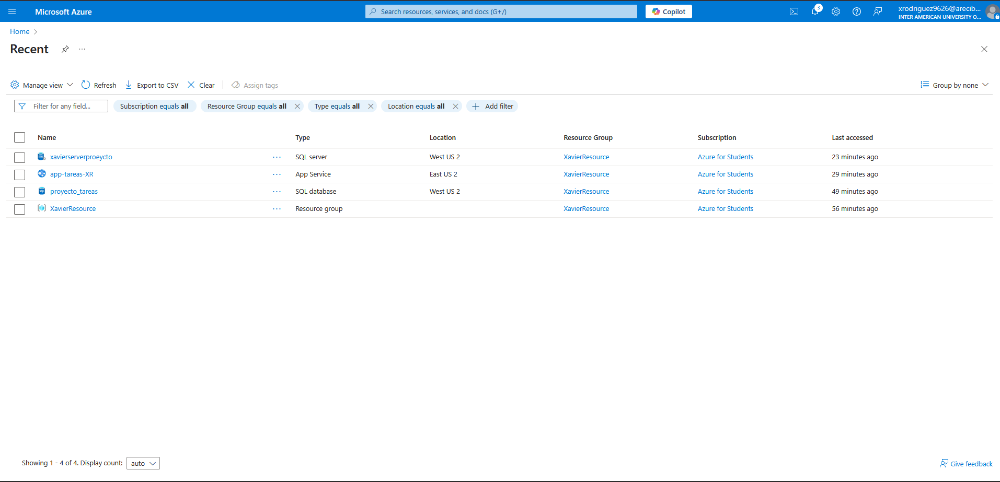 Microsoft Azure
Search resources, services, and docs (G+/)
Copilot
3
xrodriguez9626@arecib...
INTER AMERICAN UNIVERSITY O...
Home
Recent
Manage view
Refresh
Export to CSV
Clear
Assign tags
Group by none
Filter for any field...
Subscription equals all
Resource Group equals all
Type equals all
Location equals all
Add filter
Name Type Location Resource Group Subscription Last accessed
xavierserverproeycto SQL server West US 2 XavierResource Azure for Students 23 minutes ago
app-tareas-XR App Service East US 2 XavierResource Azure for Students 29 minutes ago
proyecto_tareas SQL database West US 2 XavierResource Azure for Students 49 minutes ago
XavierResource Resource group XavierResource Azure for Students 56 minutes ago
Showing 1 - 4 of 4. Display count: auto
Give feedback